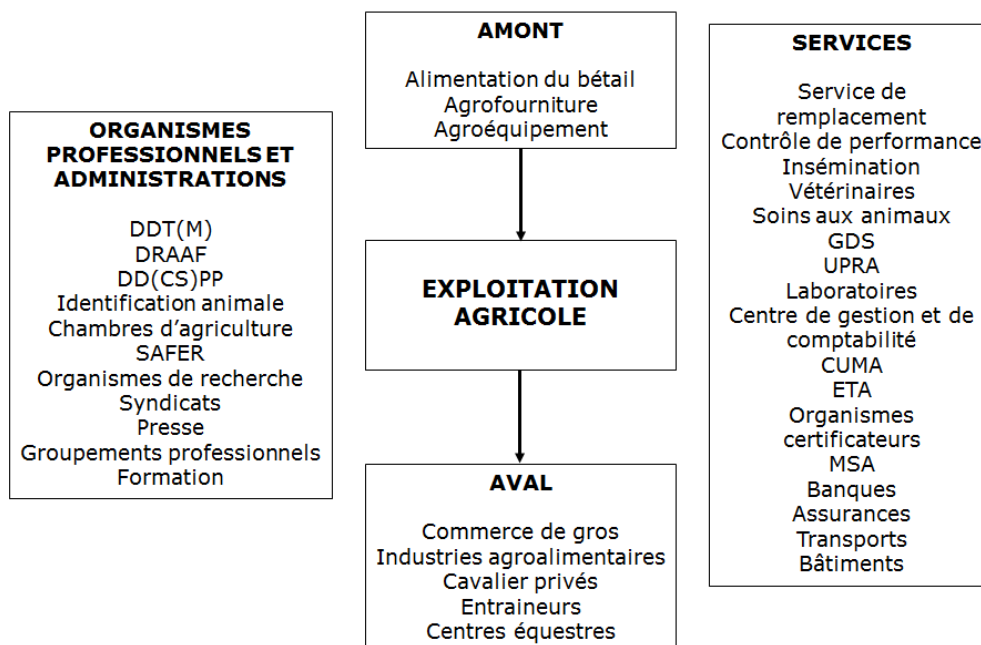 AMONT
Alimentation du bétail
Agrofourniture
Agroéquipement
ORGANISMES
PROFESSIONNELS ET
ADMINISTRATIONS
DDT(M)
DRAAF
DD(CS)PP
Identification animale
Chambres d'agriculture
SAFER
Organismes de recherche
Syndicats
Presse
Groupements professionnels
Formation
EXPLOITATION
AGRICOLE
AVAL
Commerce de gros
Industries agroalimentaires
Cavalier privés
Entraineurs
Centres équestres
SERVICES
Service de
remplacement
Contrôle de performance
Insémination
Vétérinaires
Soins aux animaux
GDS
UPRA
Laboratoires
Centre de gestion et de
comptabilité
CUMA
ETA
Organismes
certificateurs
MSA
Banques
Assurances
Transports
Bâtiments